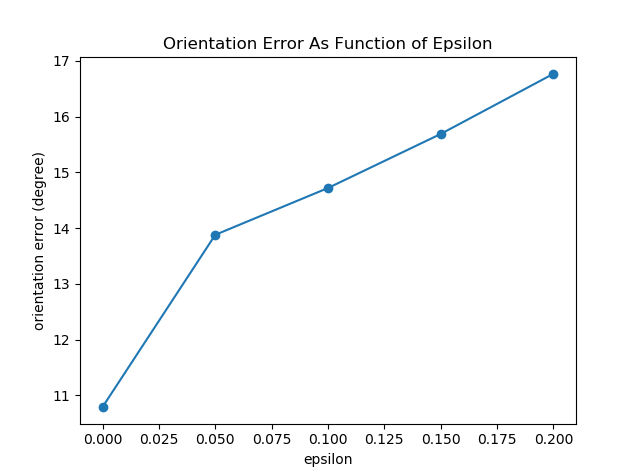 Orientation Error As Function of Epsilon
17
16
15
14
13
12
11
orientation error (degree)
0.000 0.025 0.050 0.075 0.100 0.125 0.150 0.175 0.200
epsilon